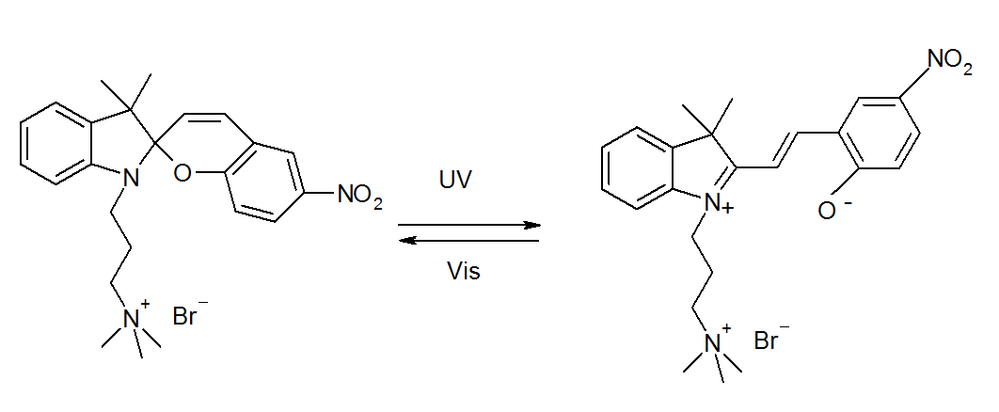 NO2
N
O
NO2
UV
N+
O -
Vis
N+ Br−
N+ Br−